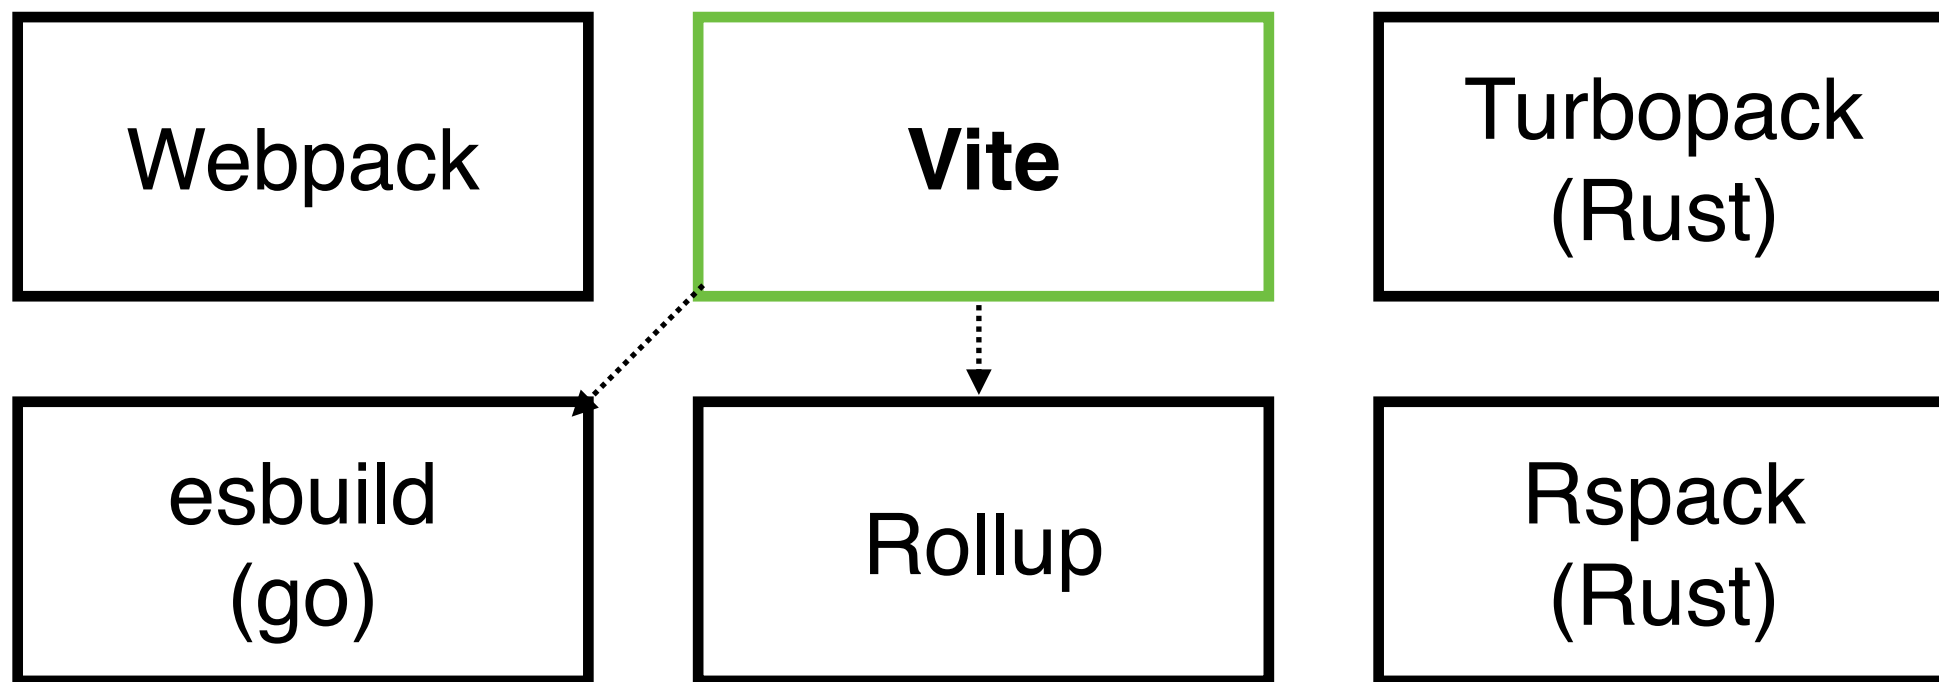 Webpack
Vite
Turbopack
(Rust)
esbuild
(go)
Rollup
Rspack
(Rust)